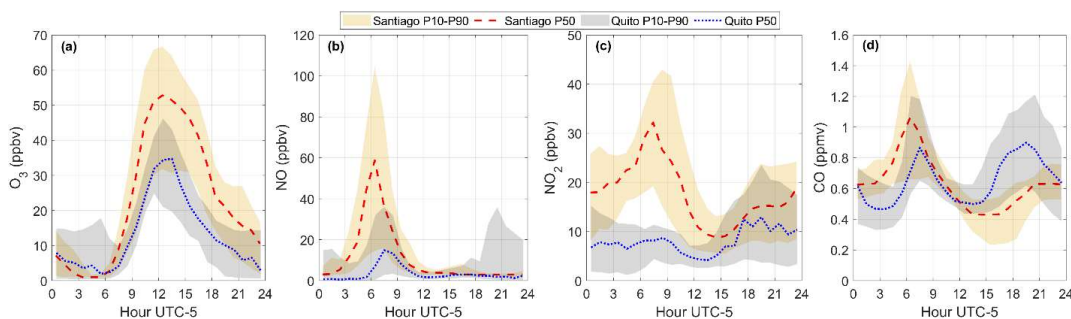 Santiago P10-P90 Santiago P50 Quito P10-P90 Quito P50
(a)
O3 (ppbv)
70
60
50
40
30
20
10
0
0 3 6 9 12 15 18 21 24
Hour UTC-5
(b)
NO (ppbv)
120
100
80
60
40
20
0
0 3 6 9 12 15 18 21 24
Hour UTC-5
(c)
NO2 (ppbv)
50
40
30
20
10
0
0 3 6 9 12 15 18 21 24
Hour UTC-5
(d)
CO (ppmv)
1.6
1.4
1.2
1
0.8
0.6
0.4
0.2
0
0 3 6 9 12 15 18 21 24
Hour UTC-5